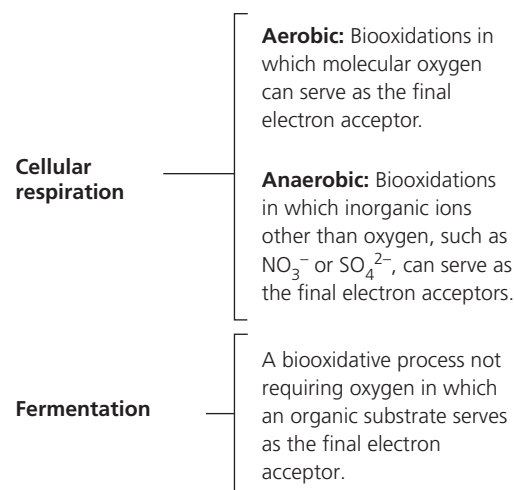 Cellular
respiration
Aerobic: Biooxidations in
which molecular oxygen
can serve as the final
electron acceptor.
Anaerobic: Biooxidations
in which inorganic ions
other than oxygen, such as
NO₃⁻ or SO₄²⁻, can serve as
the final electron acceptors.
Fermentation
A biooxidative process not
requiring oxygen in which
an organic substrate serves
as the final electron
acceptor.